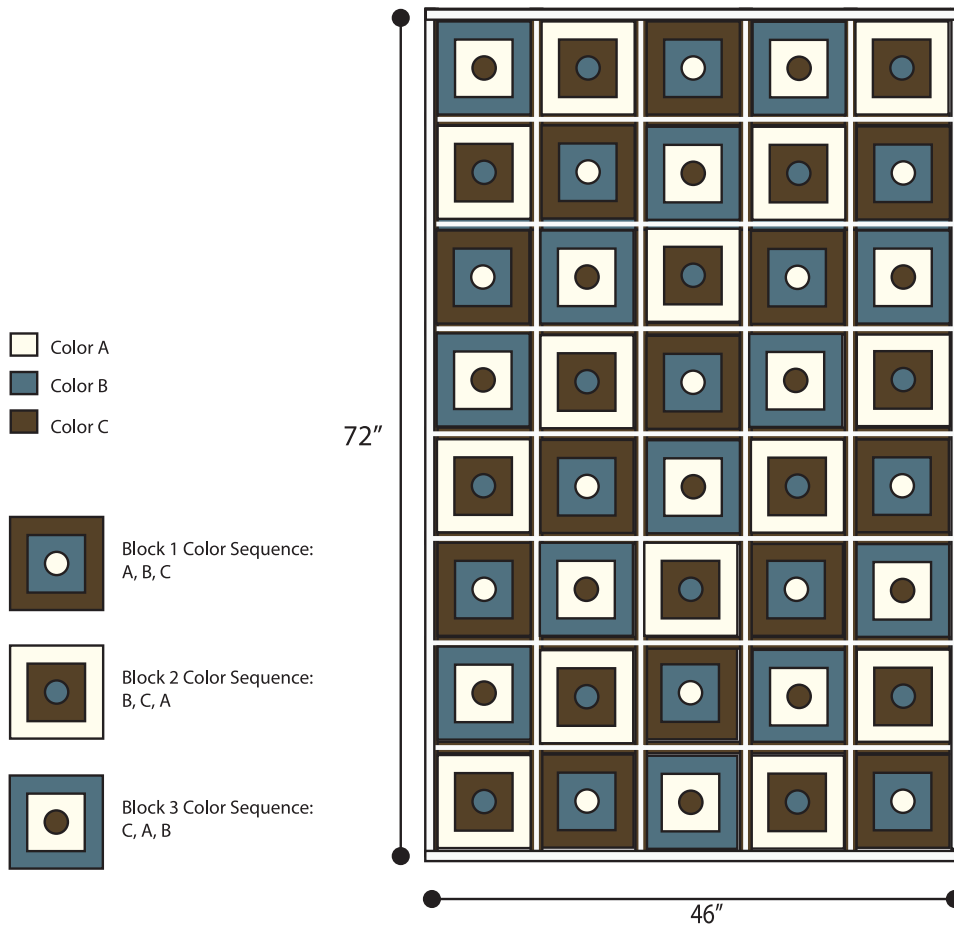 Color A
Color B
Color C
72”
Block 1 Color Sequence:
A, B, C
Block 2 Color Sequence:
B, C, A
Block 3 Color Sequence:
C, A, B
46”